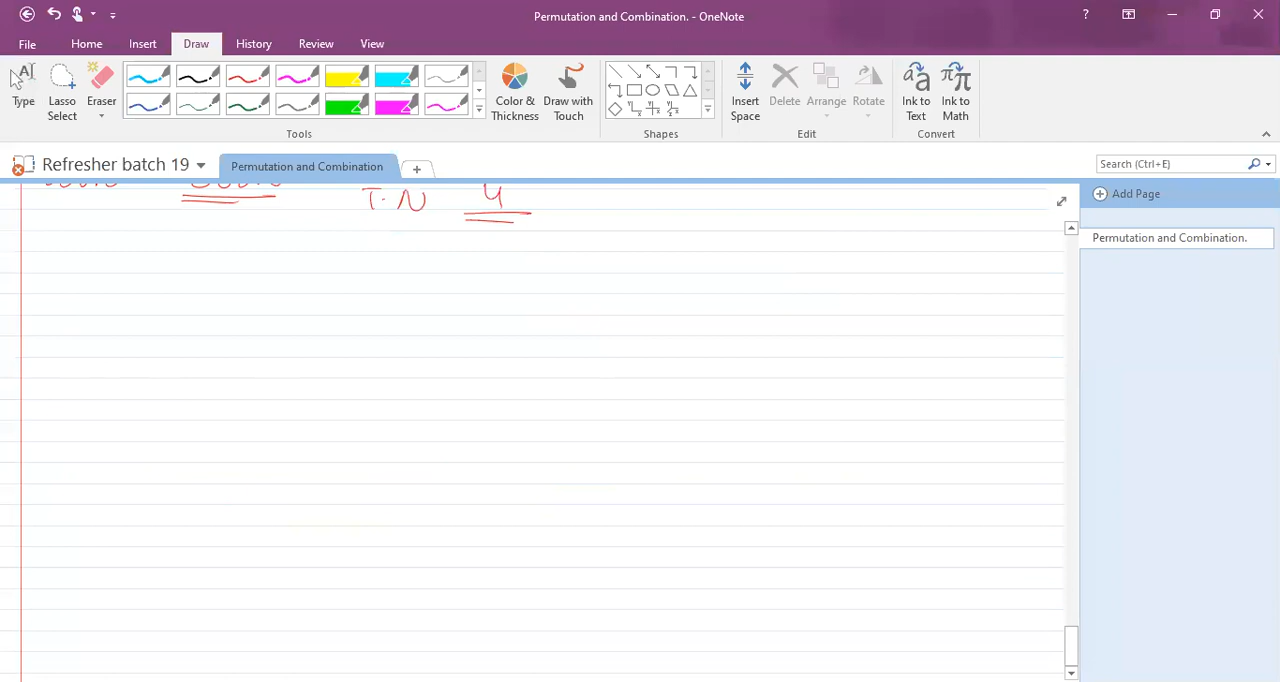 Permutation and Combination. - OneNote
?
File Home Insert Draw History Review View
Type
Lasso Select
Eraser
Color & Thickness
Draw with Touch
Insert Space
Delete
Arrange
Rotate
Ink to Text
Ink to Math
Tools
Shapes
Edit
Convert
Refresher batch 19
Permutation and Combination
Search (Ctrl+E)
Add Page
Permutation and Combination.
T. N 4